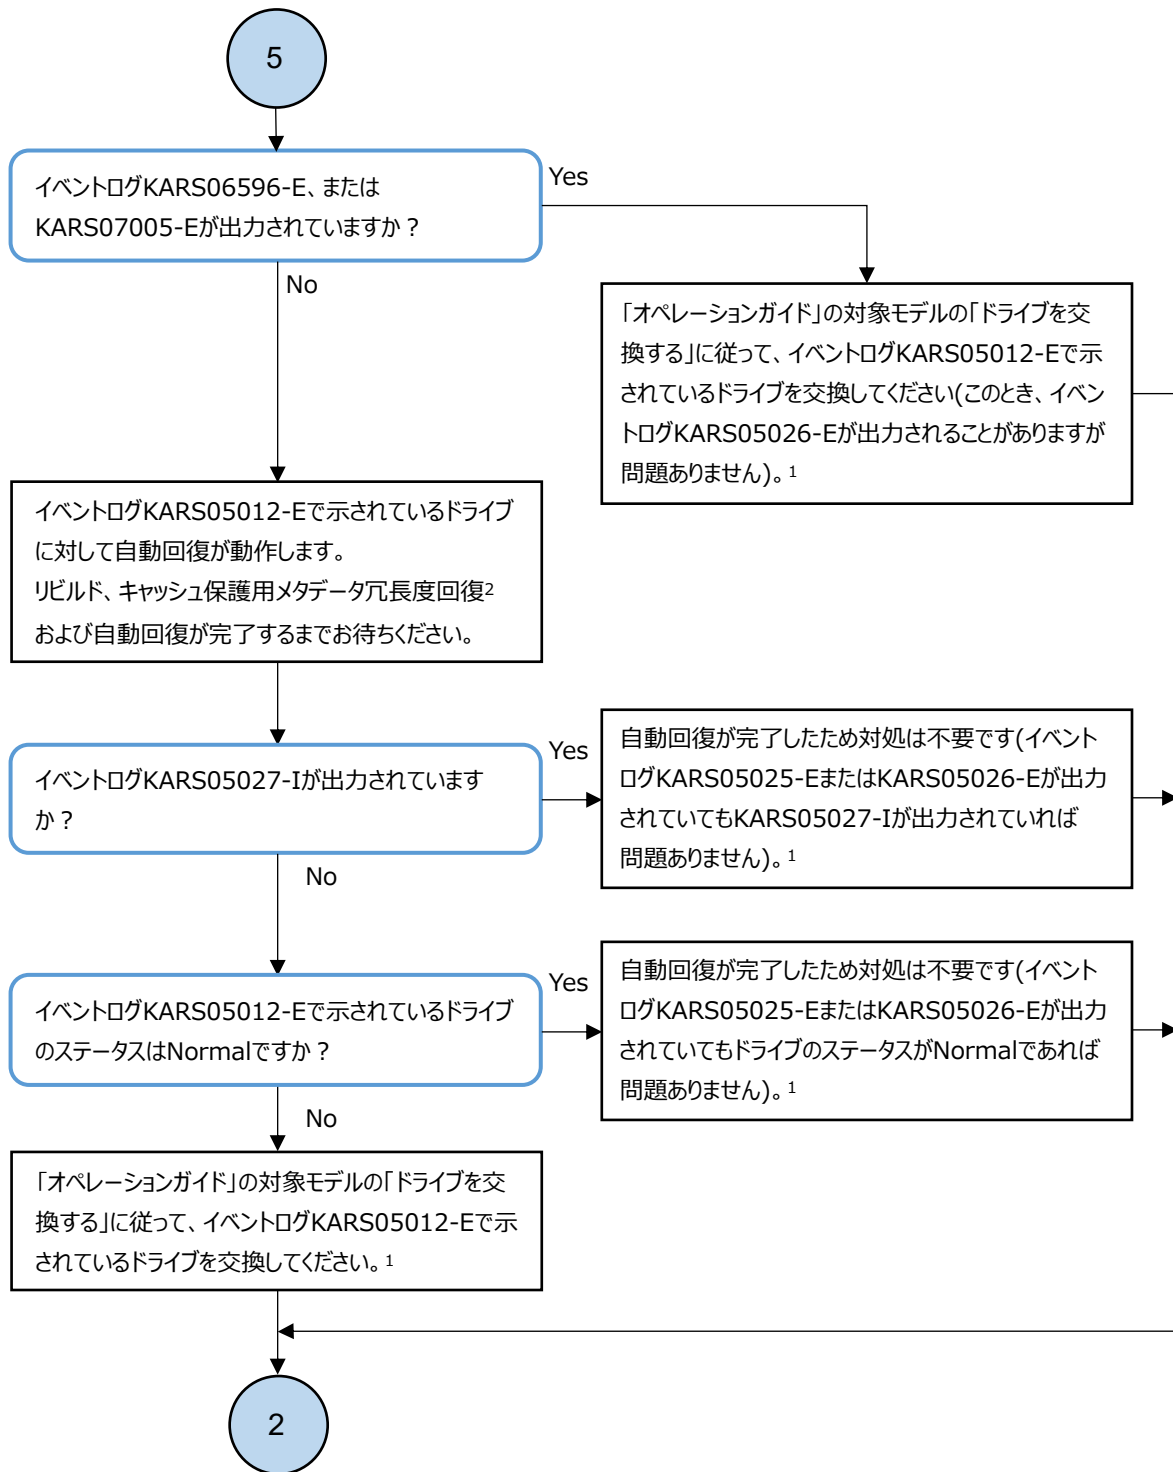 5
イベントログKARS06596-E、または
KARS07005-Eが出力されていますか？
Yes
No
「オペレーションガイド」の対象モデルの「ドライブを交
換する」に従って、イベントログKARS05012-Eで示
されているドライブを交換してください(このとき、イベン
トログKARS05026-Eが出力されることがありますが
問題ありません)。1
イベントログKARS05012-Eで示されているドライブ
に対して自動回復が動作します。
リビルド、キャッシュ保護用メタデータ冗長度回復2
および自動回復が完了するまでお待ちください。
イベントログKARS05027-Iが出力されています
か？
Yes
No
自動回復が完了したため対処は不要です(イベント
ログKARS05025-EまたはKARS05026-Eが出力
されていてもKARS05027-Iが出力されていれば
問題ありません)。1
イベントログKARS05012-Eで示されているドライブ
のステータスはNormalですか？
Yes
No
自動回復が完了したため対処は不要です(イベント
ログKARS05025-EまたはKARS05026-Eが出力
されていてもドライブのステータスがNormalであれば
問題ありません)。1
「オペレーションガイド」の対象モデルの「ドライブを交
換する」に従って、イベントログKARS05012-Eで示
されているドライブを交換してください。1
2